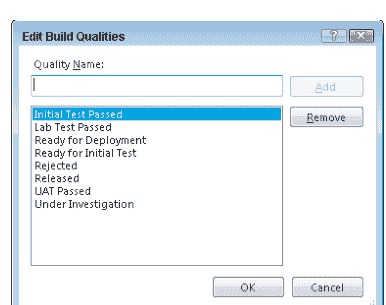 Edit Build Qualities
Quality Name:
Add
Initial Test Passed
Lab Test Passed
Ready for Deployment
Ready for Initial Test
Rejected
Released
UAT Passed
Under Investigation
Remove
OK
Cancel